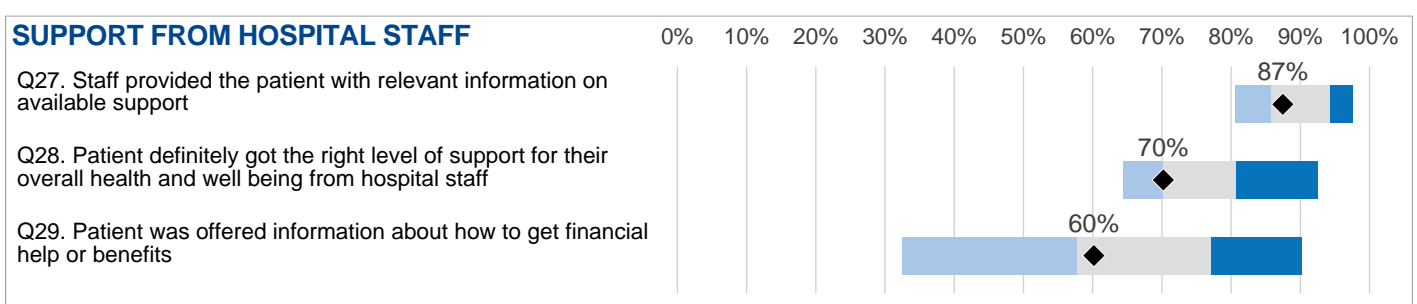 SUPPORT FROM HOSPITAL STAFF
0% 10% 20% 30% 40% 50% 60% 70% 80% 90% 100%
Q27. Staff provided the patient with relevant information on
available support
87%
Q28. Patient definitely got the right level of support for their
overall health and well being from hospital staff
70%
Q29. Patient was offered information about how to get financial
help or benefits
60%